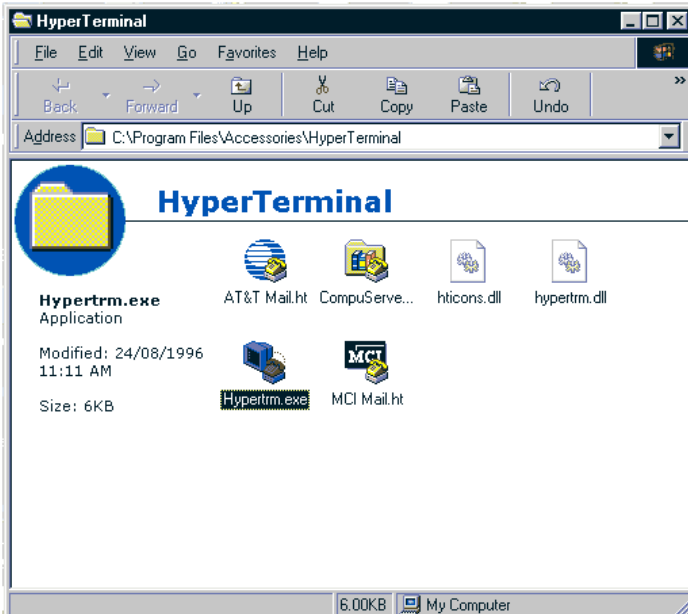 HyperTerminal
File Edit View Go Favorites Help
Back Forward Up Cut Copy Paste Undo »
Address C:\Program Files\Accessories\HyperTerminal
HyperTerminal
AT&T Mail.ht CompuServe... hticons.dll hypertrm.dll
Hypertrm.exe
Application
Modified: 24/08/1996
11:11 AM
Size: 6KB
MCI
Hypertrm.exe MCI Mail.ht
6.00KB My Computer